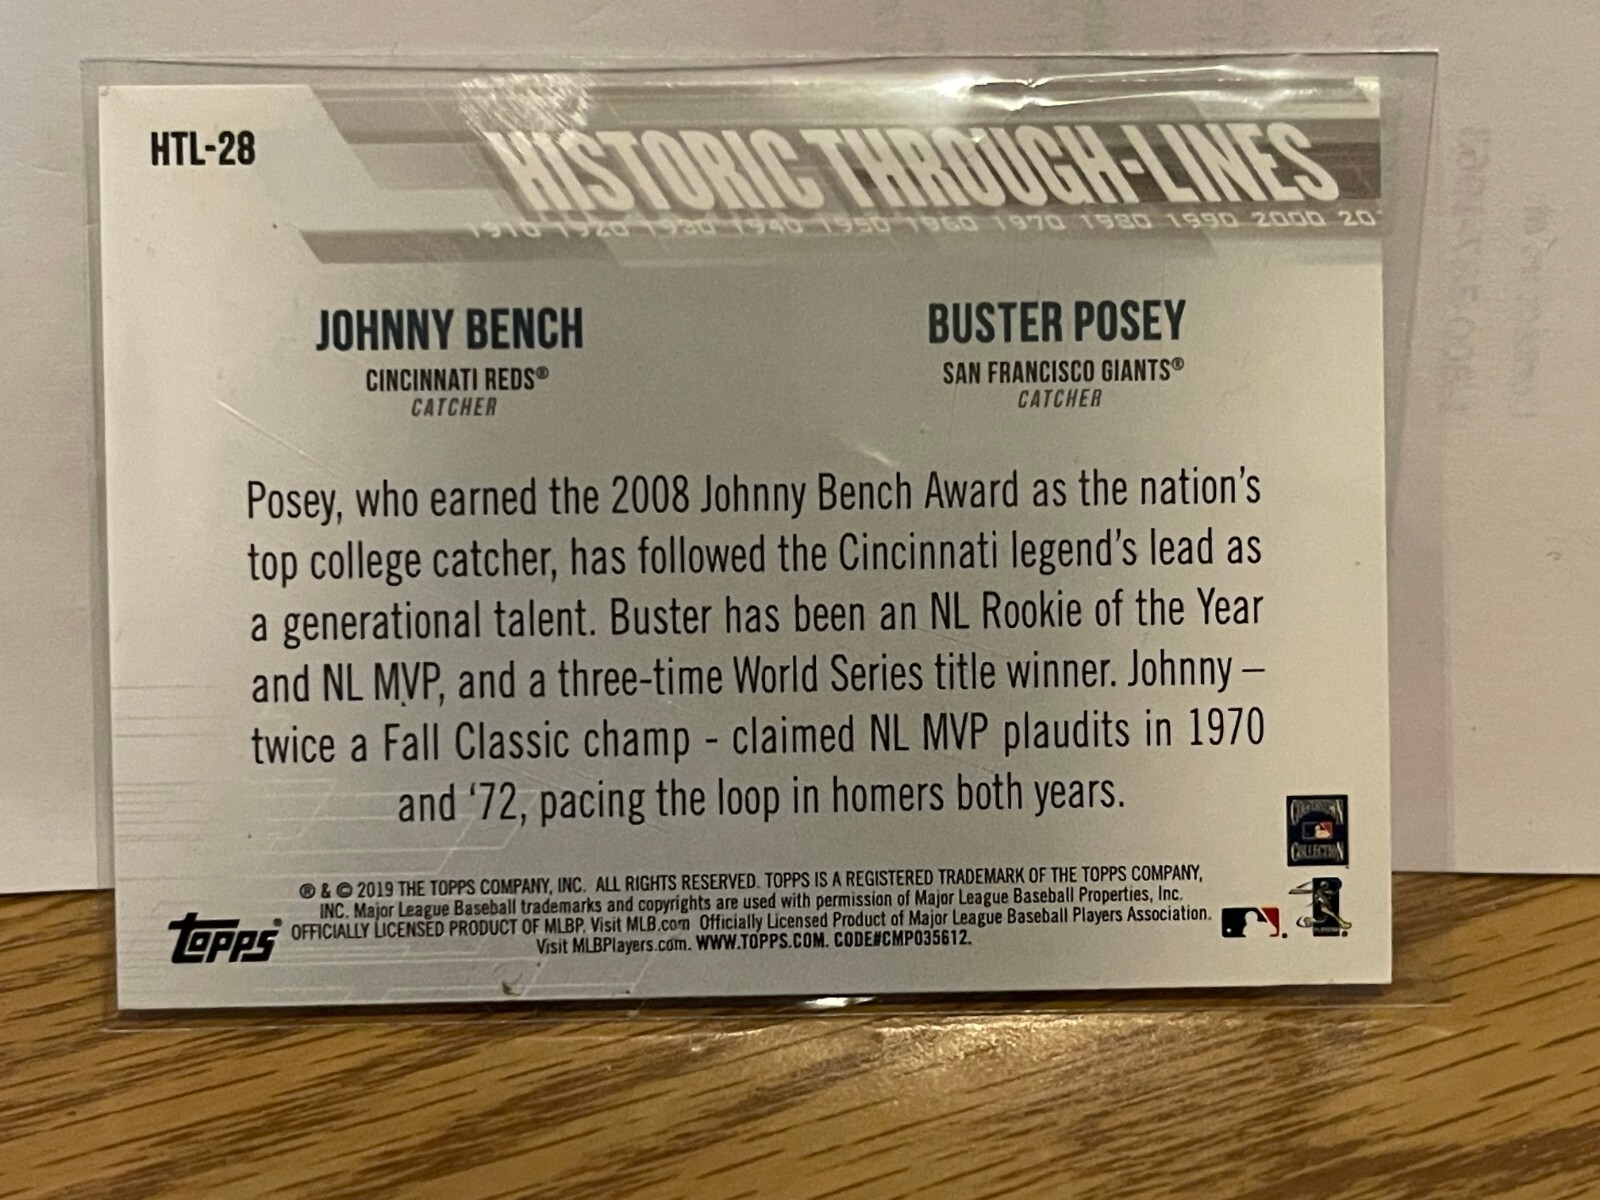 HTL-28
HISTORIC THROUGH-LINES
1910 1920 1930 1940 1950 1960 1970 1980 1990 2000 20
JOHNNY BENCH
CINCINNATI REDS®
CATCHER
BUSTER POSEY
SAN FRANCISCO GIANTS®
CATCHER
Posey, who earned the 2008 Johnny Bench Award as the nation's
top college catcher, has followed the Cincinnati legend's lead as
a generational talent. Buster has been an NL Rookie of the Year
and NL MVP, and a three-time World Series title winner. Johnny –
twice a Fall Classic champ - claimed NL MVP plaudits in 1970
and '72, pacing the loop in homers both years.
COOPERSTOWN
COLLECTION
® & © 2019 THE TOPPS COMPANY, INC. ALL RIGHTS RESERVED. TOPPS IS A REGISTERED TRADEMARK OF THE TOPPS COMPANY,
INC. Major League Baseball trademarks and copyrights are used with permission of Major League Baseball Properties, Inc.
OFFICIALLY LICENSED PRODUCT OF MLBP. Visit MLB.com Officially Licensed Product of Major League Baseball Players Association.
Visit MLBPlayers.com. WWW.TOPPS.COM. CODE#CMP035612.
topps®